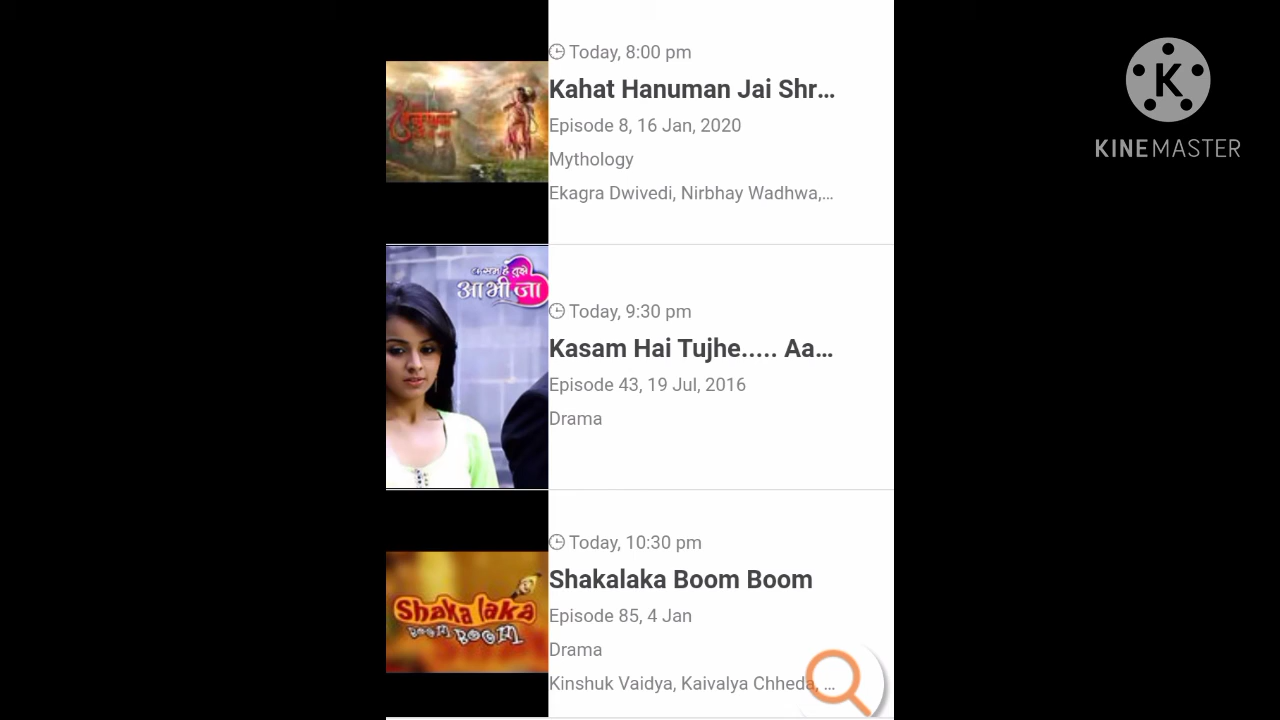 Today, 8:00 pm
Kahat Hanuman Jai Shr...
Episode 8, 16 Jan, 2020
Mythology
Ekagra Dwivedi, Nirbhay Wadhwa,...
कसम है तुझे
आ भी जा
Today, 9:30 pm
Kasam Hai Tujhe..... Aa...
Episode 43, 19 Jul, 2016
Drama
Shaka laka
BOOM BOOM
Today, 10:30 pm
Shakalaka Boom Boom
Episode 85, 4 Jan
Drama
Kinshuk Vaidya, Kaivalya Chheda, ...
K
KINEMASTER